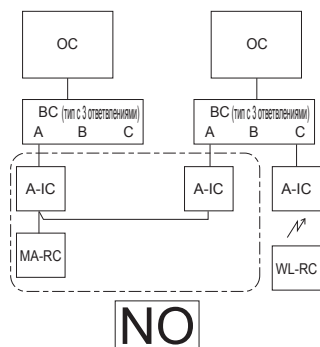 OC
OC
BC (тип с 3 ответвлениями)
A B C
BC (тип с 3 ответвлениями)
A B C
A-IC
A-IC
A-IC
MA-RC
WL-RC
NO